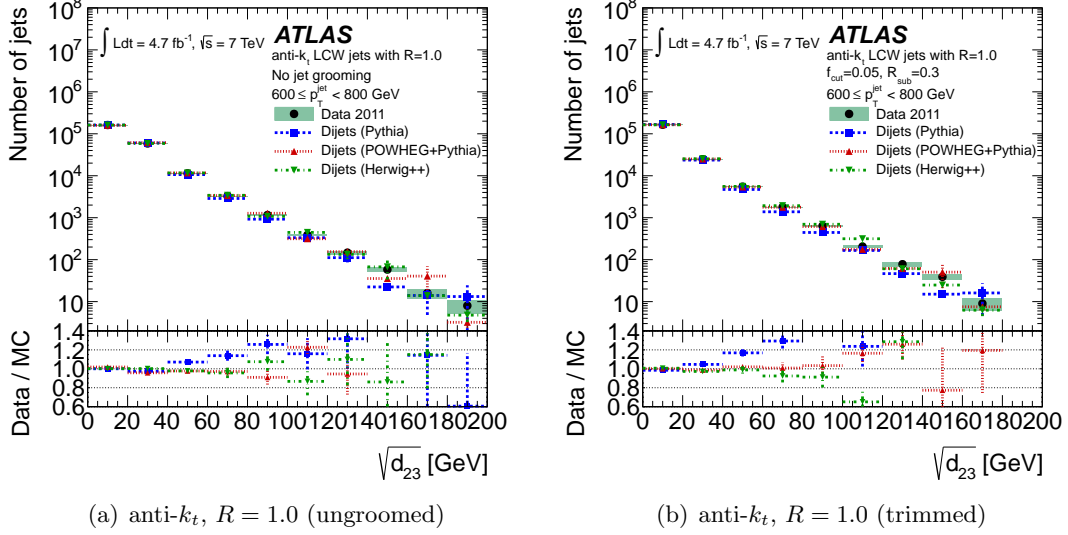 Number of jets
10^8
10^7
10^6
10^5
10^4
10^3
10^2
10
∫ Ldt = 4.7 fb^-1, √s = 7 TeV
ATLAS
anti-k_t LCW jets with R=1.0
No jet grooming
600 ≤ p_T^jet < 800 GeV
Data 2011
Dijets (Pythia)
Dijets (POWHEG+Pythia)
Dijets (Herwig++)
Data / MC
1.4
1.2
1.0
0.8
0.6
0 20 40 60 80 100 120 140 160 180 200
√d_23 [GeV]
(a) anti-k_t, R = 1.0 (ungroomed)
Number of jets
10^8
10^7
10^6
10^5
10^4
10^3
10^2
10
∫ Ldt = 4.7 fb^-1, √s = 7 TeV
ATLAS
anti-k_t LCW jets with R=1.0
f_cut=0.05, R_sub=0.3
600 ≤ p_T^jet < 800 GeV
Data 2011
Dijets (Pythia)
Dijets (POWHEG+Pythia)
Dijets (Herwig++)
Data / MC
1.4
1.2
1.0
0.8
0.6
0 20 40 60 80 100 120 140 160 180 200
√d_23 [GeV]
(b) anti-k_t, R = 1.0 (trimmed)